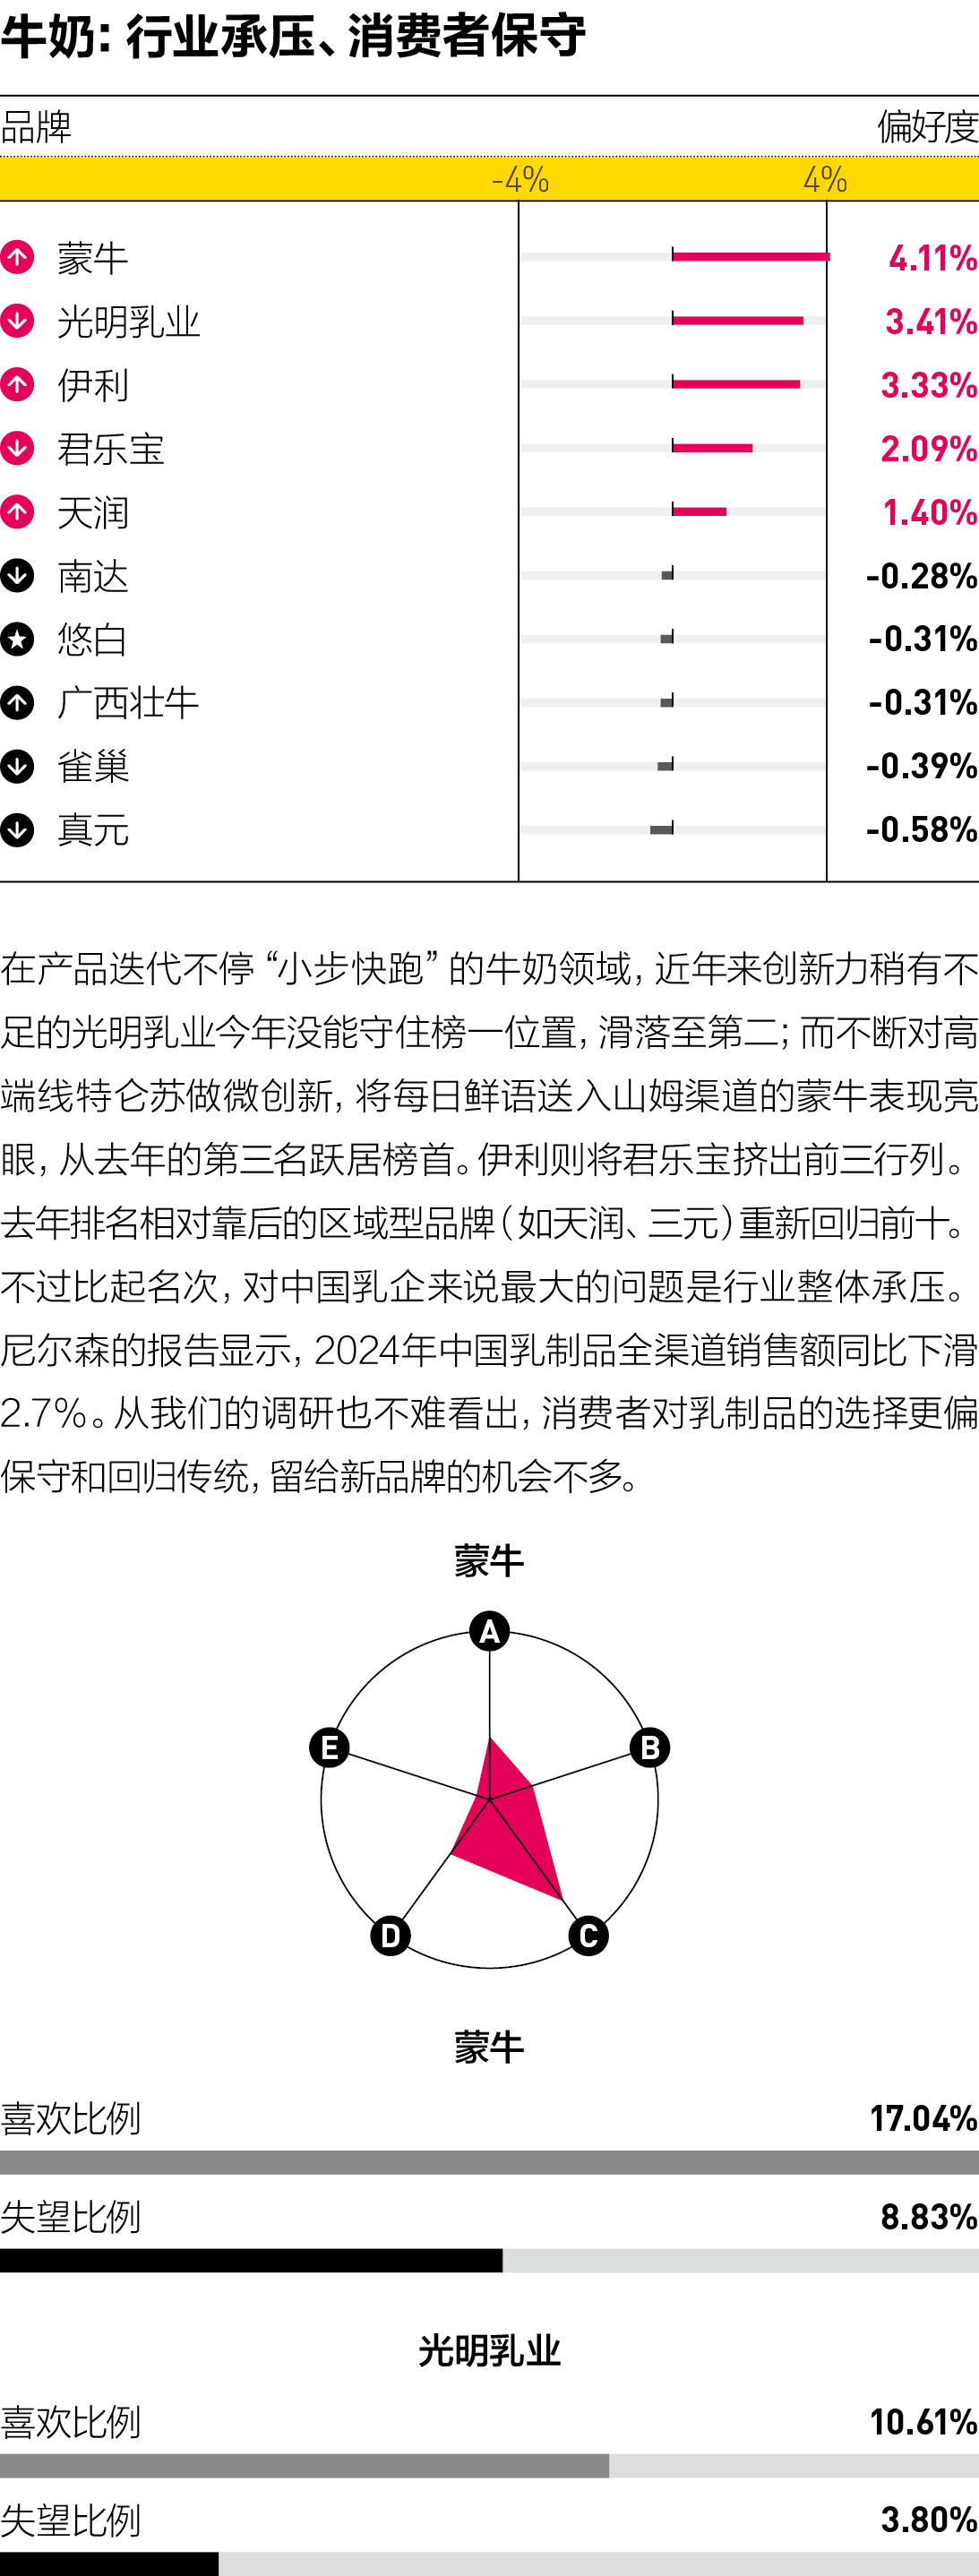 牛奶：行业承压、消费者保守
品牌 偏好度
-4% 4%
蒙牛 4.11%
光明乳业 3.41%
伊利 3.33%
君乐宝 2.09%
天润 1.40%
南达 -0.28%
悠白 -0.31%
广西壮牛 -0.31%
雀巢 -0.39%
真元 -0.58%
在产品迭代不停“小步快跑”的牛奶领域，近年来创新力稍有不
足的光明乳业今年没能守住榜一位置，滑落至第二；而不断对高
端线特仑苏做微创新，将每日鲜语送入山姆渠道的蒙牛表现亮
眼，从去年的第三名跃居榜首。伊利则将君乐宝挤出前三行列。
去年排名相对靠后的区域型品牌（如天润、三元）重新回归前十。
不过比起名次，对中国乳企来说最大的问题是行业整体承压。
尼尔森的报告显示，2024年中国乳制品全渠道销售额同比下滑
2.7%。从我们的调研也不难看出，消费者对乳制品的选择更偏
保守和回归传统，留给新品牌的机会不多。
蒙牛
A
E B
D C
蒙牛
喜欢比例 17.04%
失望比例 8.83%
光明乳业
喜欢比例 10.61%
失望比例 3.80%